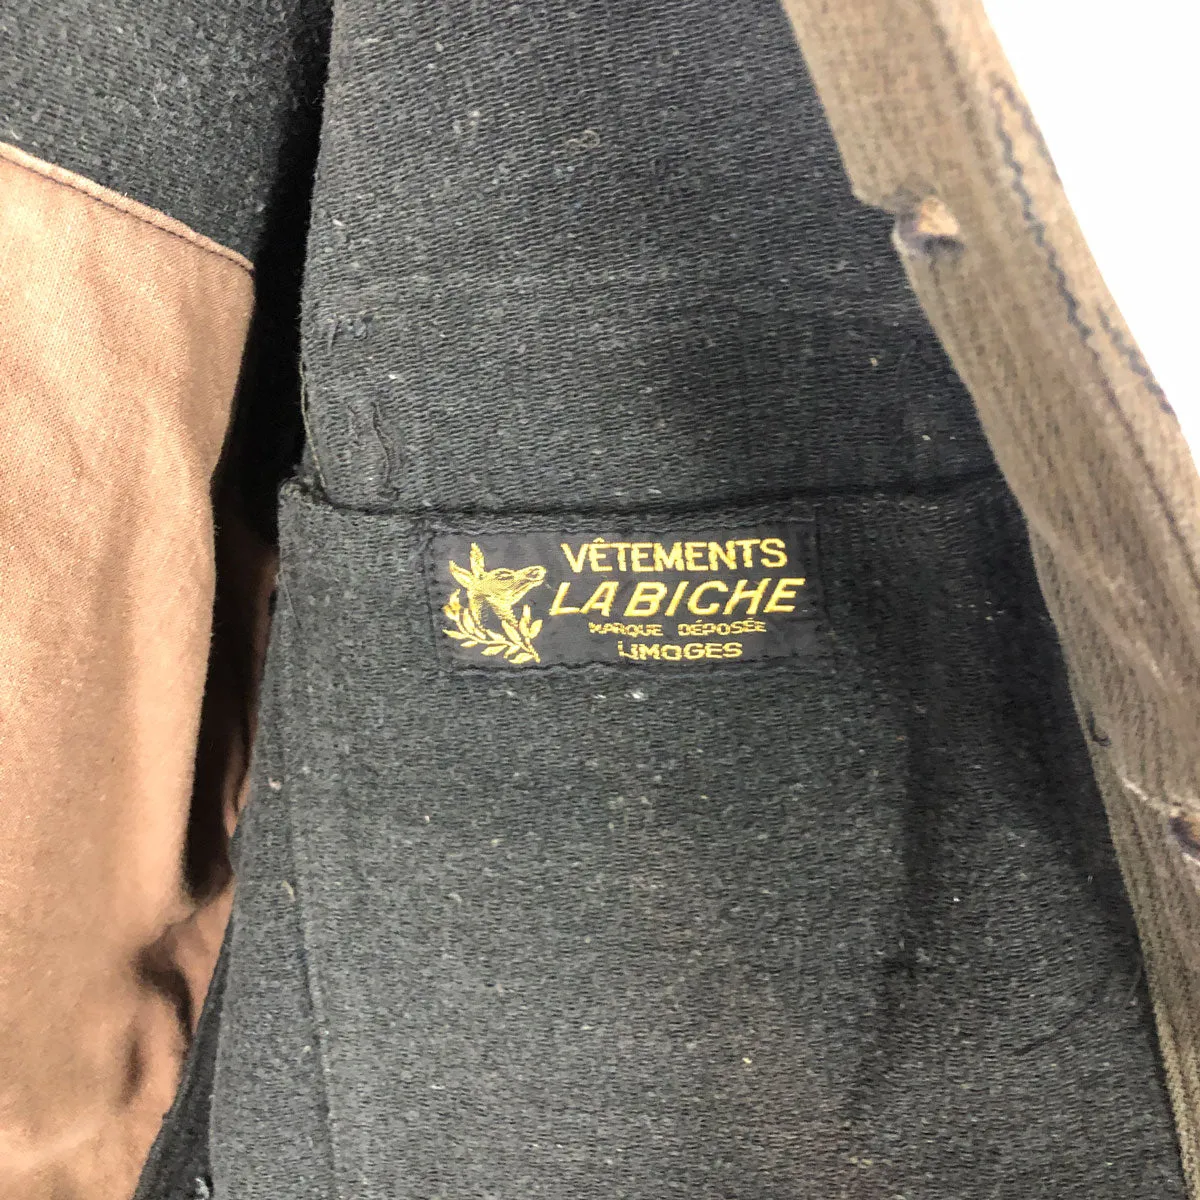 VÊTEMENTS
LA BICHE
MARQUE DÉPOSÉE
LIMOGES